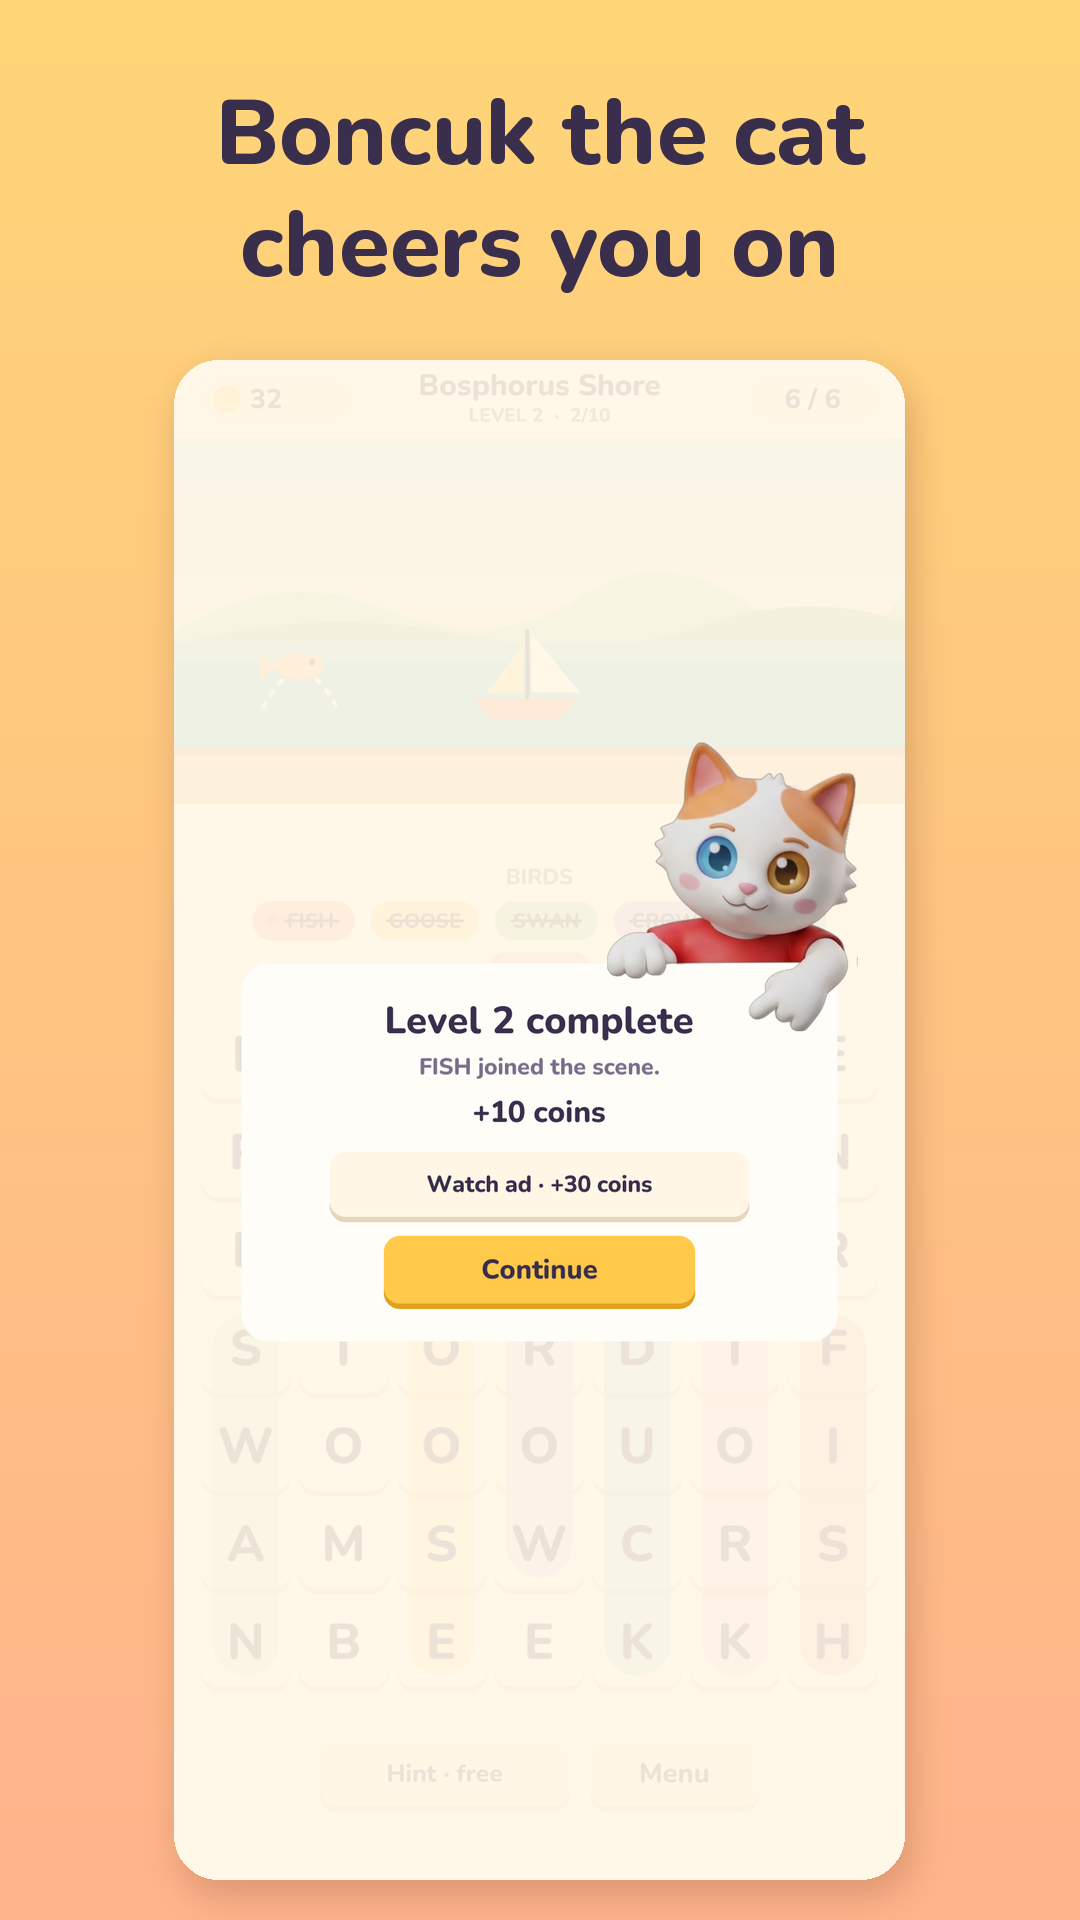 Boncuk the cat
cheers you on
32
Bosphorus Shore
6 / 6
LEVEL 2 · 2/10
BIRDS
FISH GOOSE SWAN
Level 2 complete
FISH joined the scene.
+10 coins
Watch ad · +30 coins
Continue
E
N
R
S T O R D T F
W O O O U O I
A M S W C R S
N B E E K K H
Hint · free
Menu